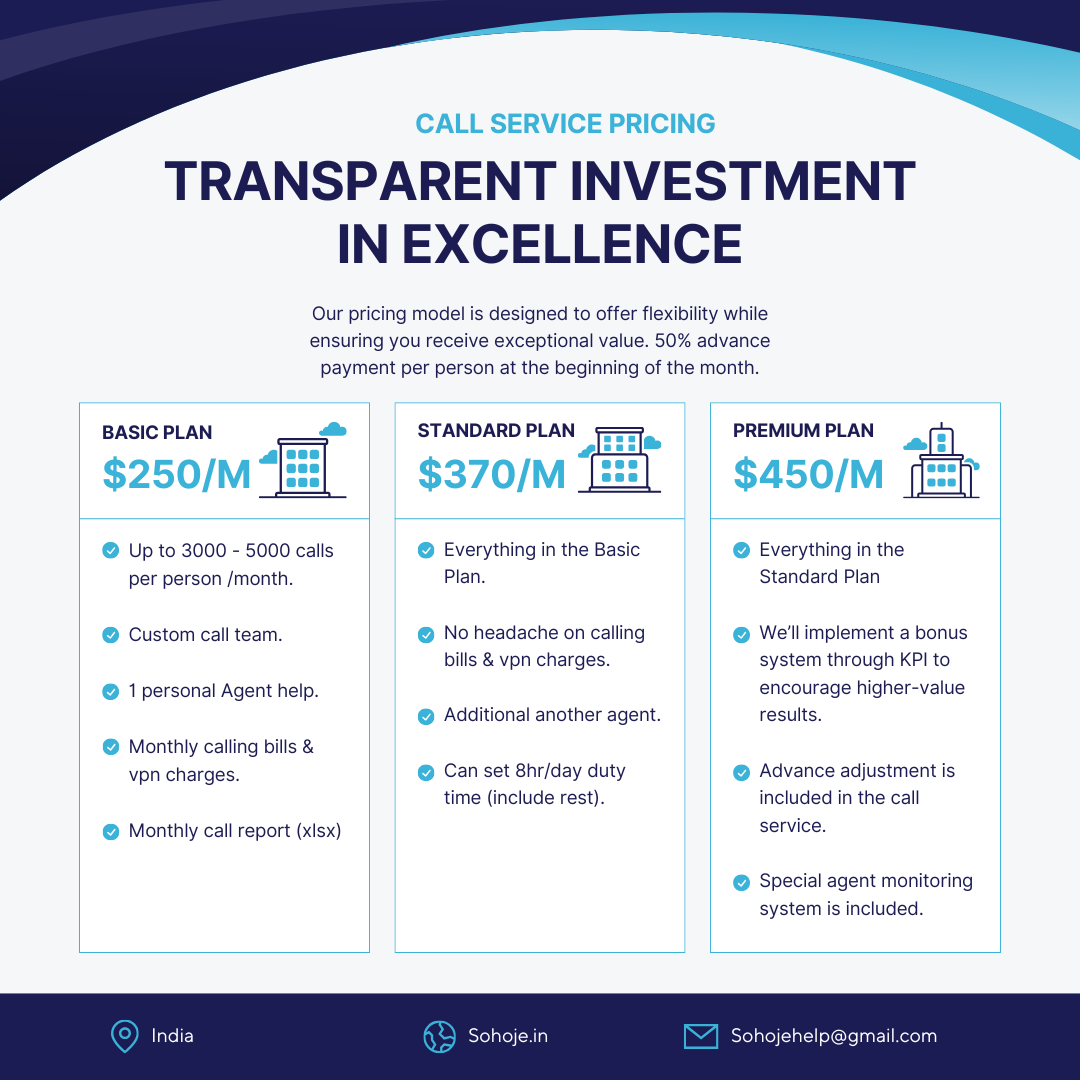 CALL SERVICE PRICING
TRANSPARENT INVESTMENT
IN EXCELLENCE
Our pricing model is designed to offer flexibility while
ensuring you receive exceptional value. 50% advance
payment per person at the beginning of the month.
BASIC PLAN
$250/M
Up to 3000 - 5000 calls
per person /month.
Custom call team.
1 personal Agent help.
Monthly calling bills &
vpn charges.
Monthly call report (xlsx)
STANDARD PLAN
$370/M
Everything in the Basic
Plan.
No headache on calling
bills & vpn charges.
Additional another agent.
Can set 8hr/day duty
time (include rest).
PREMIUM PLAN
$450/M
Everything in the
Standard Plan
We’ll implement a bonus
system through KPI to
encourage higher-value
results.
Advance adjustment is
included in the call
service.
Special agent monitoring
system is included.
India
Sohoje.in
Sohojehelp@gmail.com